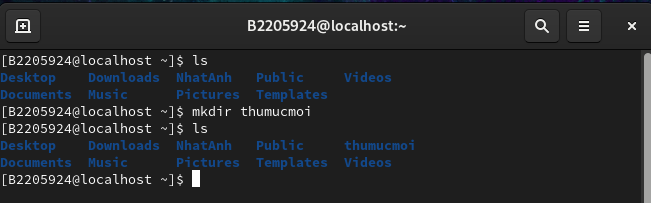 B2205924@localhost:~
[B2205924@localhost ~]$ ls
Desktop    Downloads  NhatAnh   Public     Videos
Documents  Music      Pictures  Templates
[B2205924@localhost ~]$ mkdir thumucmoi
[B2205924@localhost ~]$ ls
Desktop    Downloads  NhatAnh   Public     thumucmoi
Documents  Music      Pictures  Templates  Videos
[B2205924@localhost ~]$